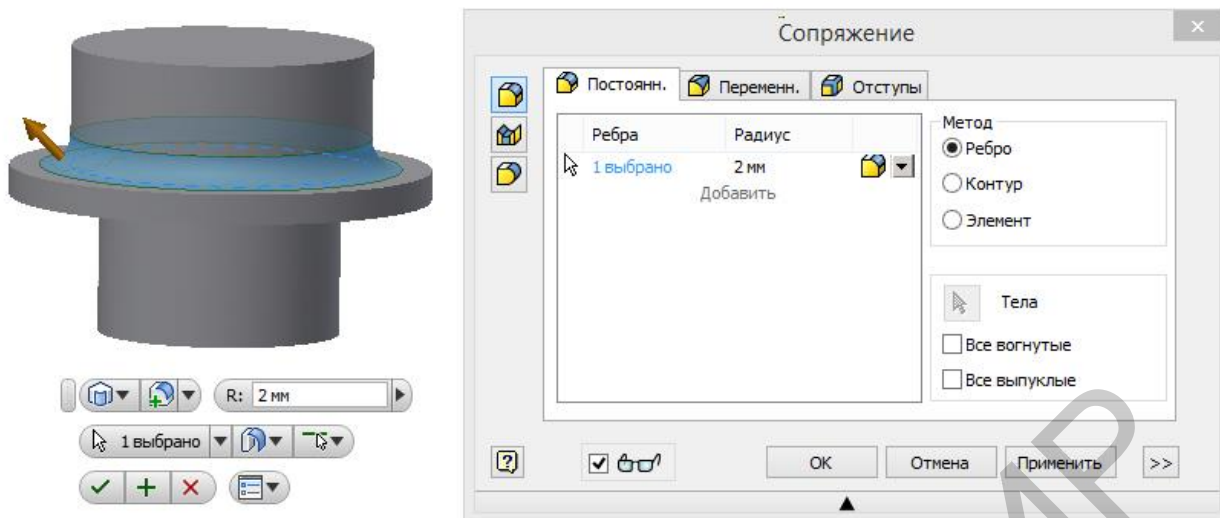 Сопряжение
Постоянн. Переменн. Отступы
Ребра Радиус
1 выбрано 2 мм
Добавить
Метод
Ребро
Контур
Элемент
Тела
Все вогнутые
Все выпуклые
OK Отмена Применить >>
R: 2 мм
1 выбрано